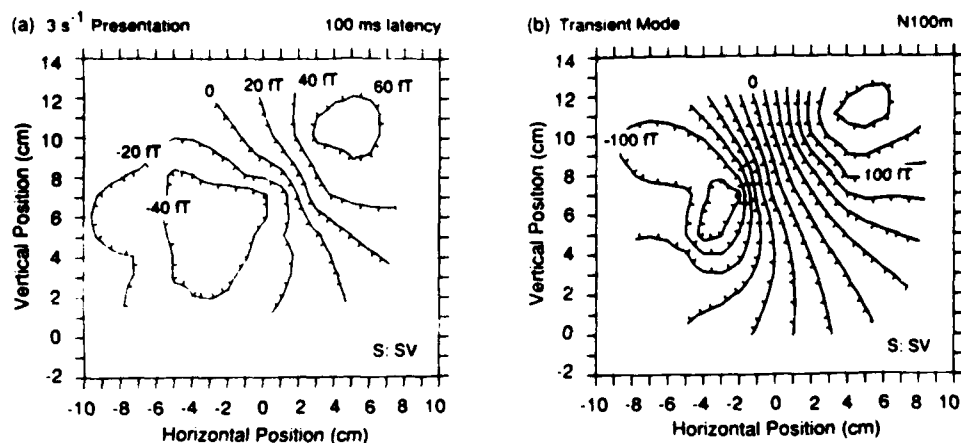 (a) 3 s⁻¹ Presentation 100 ms latency
14
12
10
8
6
4
2
0
-2
Vertical Position (cm)
0
20 fT
40 fT
60 fT
-20 fT
-40 fT
S: SV
-10 -8 -6 -4 -2 0 2 4 6 8 10
Horizontal Position (cm)
(b) Transient Mode N100m
14
12
10
8
6
4
2
0
-2
Vertical Position (cm)
0
-100 fT
100 fT
S: SV
-10 -8 -6 -4 -2 0 2 4 6 8 10
Horizontal Position (cm)